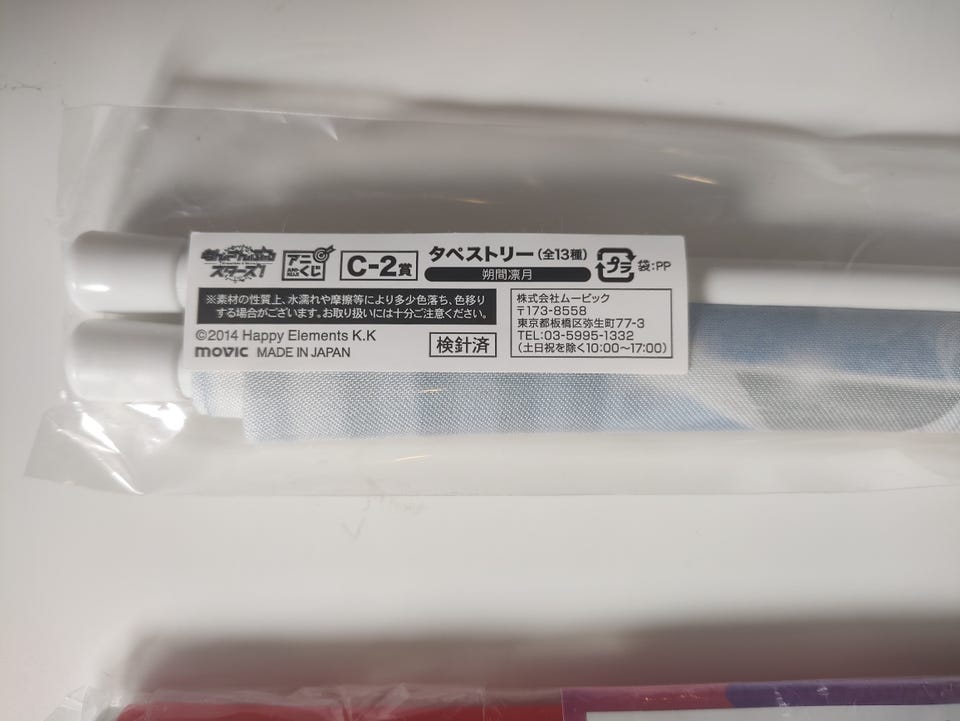 あんさんぶる
スターズ!
アニくじ
C-2賞
タペストリー(全13種)
朔間凛月
プラ 袋:PP
※素材の性質上、水濡れや摩擦等により多少色落ち、色移り
する場合がございます。お取り扱いには十分ご注意ください。
©2014 Happy Elements K.K
movic MADE IN JAPAN
検針済
株式会社ムービック
〒173-8558
東京都板橋区弥生町77-3
TEL:03-5995-1332
(土日祝を除く10:00〜17:00)